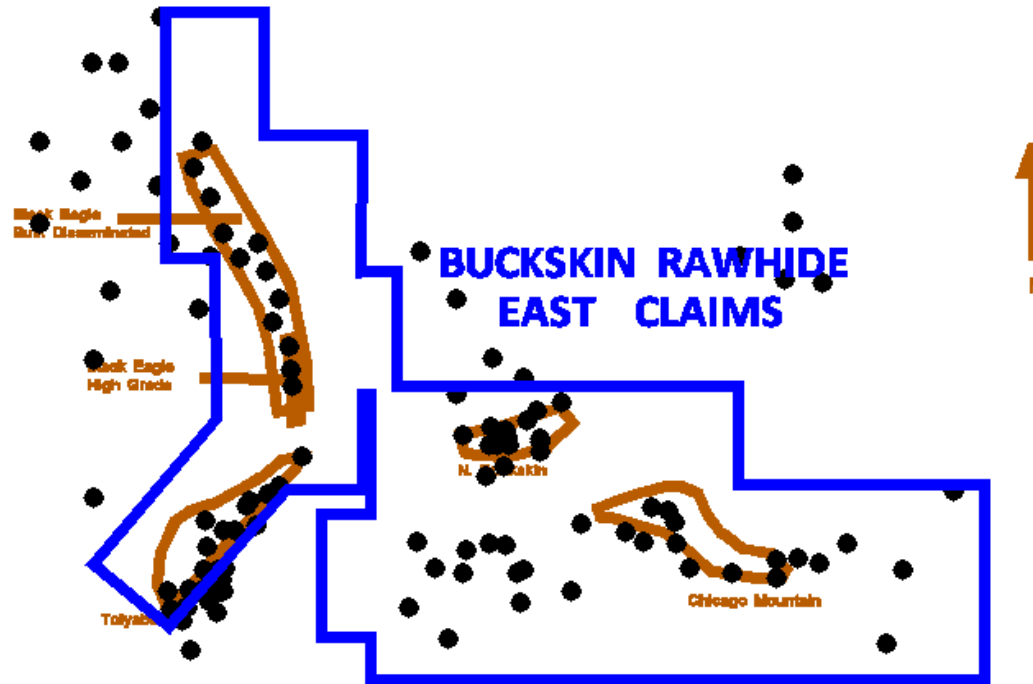 Black Eagle
Bulk Disseminated
BUCKSKIN RAWHIDE
EAST CLAIMS
Black Eagle
High Grade
N.
Chicago Mountain